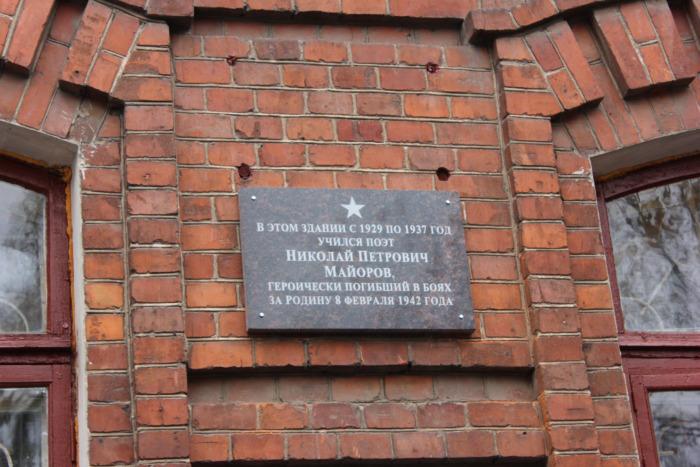 В ЭТОМ ЗДАНИИ С 1929 ПО 1937 ГОД
УЧИЛСЯ ПОЭТ
НИКОЛАЙ ПЕТРОВИЧ
МАЙОРОВ,
ГЕРОИЧЕСКИ ПОГИБШИЙ В БОЯХ
ЗА РОДИНУ 8 ФЕВРАЛЯ 1942 ГОДА